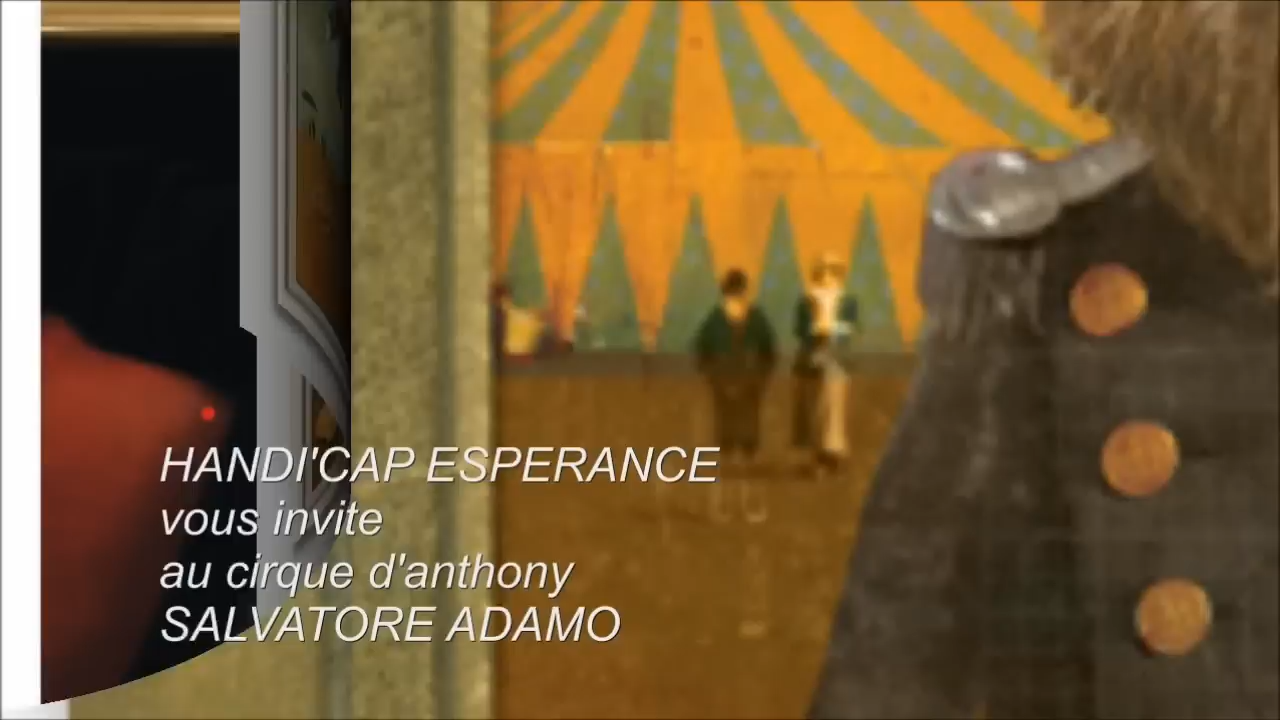 HANDI'CAP ESPERANCE
vous invite
au cirque d'anthony
SALVATORE ADAMO